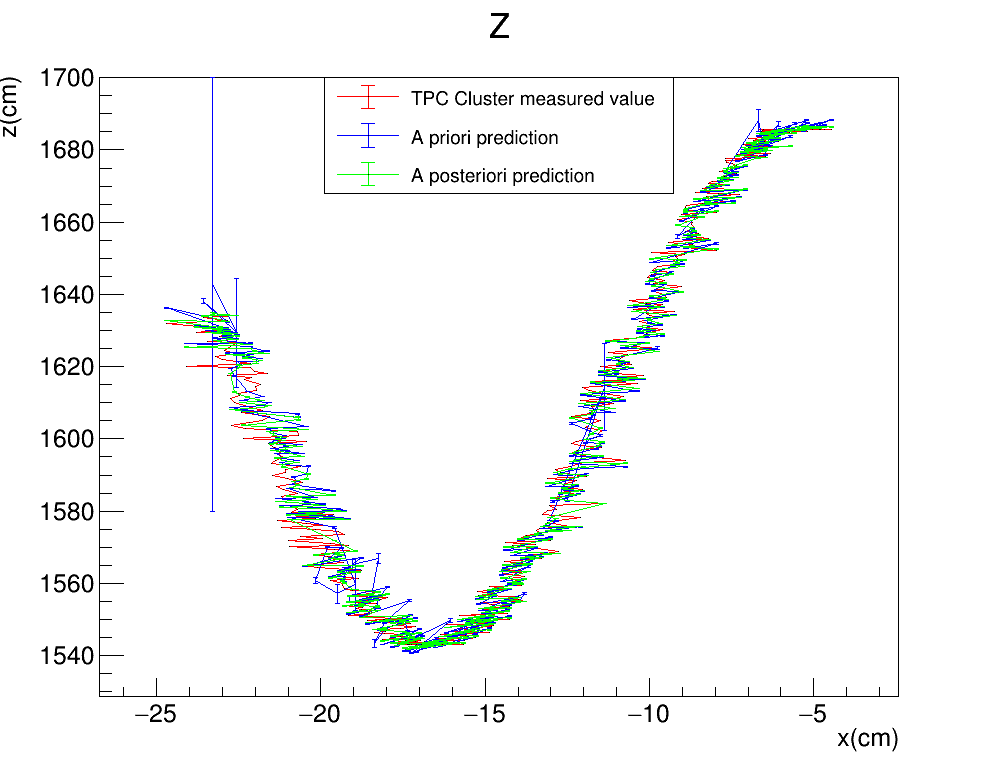 Z
z(cm)
1700
1680
1660
1640
1620
1600
1580
1560
1540
TPC Cluster measured value
A priori prediction
A posteriori prediction
−25 −20 −15 −10 −5
x(cm)